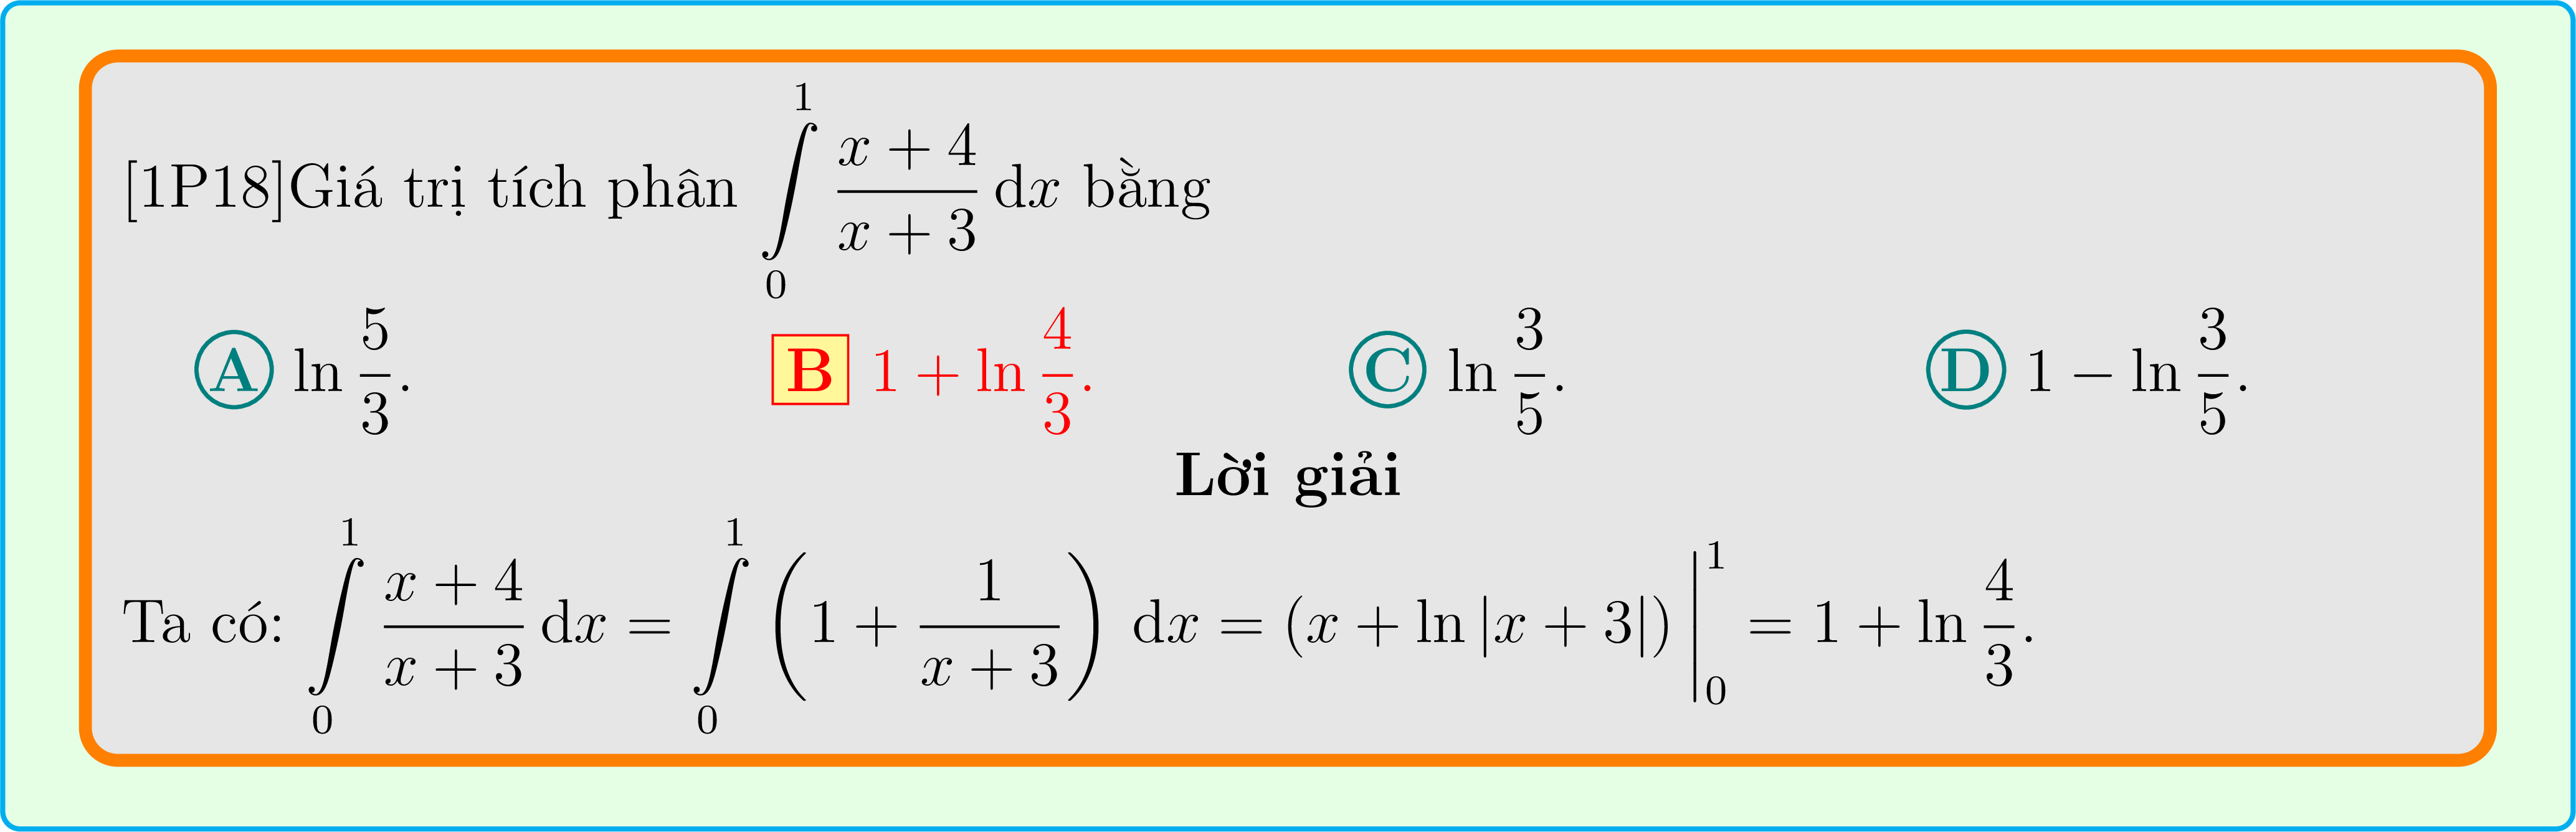 [1P18]Giá trị tích phân $\int\limits_0^1 \frac{x+4}{x+3}\,\mathrm{d}x$ bằng
Ⓐ $\ln\frac{5}{3}$. B $1+\ln\frac{4}{3}$. Ⓒ $\ln\frac{3}{5}$. Ⓓ $1-\ln\frac{3}{5}$.
Lời giải
Ta có: $\int\limits_0^1 \frac{x+4}{x+3}\,\mathrm{d}x = \int\limits_0^1 \left(1+\frac{1}{x+3}\right)\,\mathrm{d}x = (x+\ln|x+3|)\Big|_0^1 = 1+\ln\frac{4}{3}$.